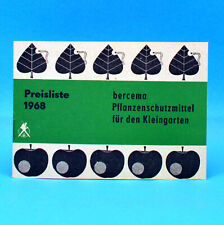 Preisliste
1968
bercema
Pflanzenschutzmittel
für den Kleingarten